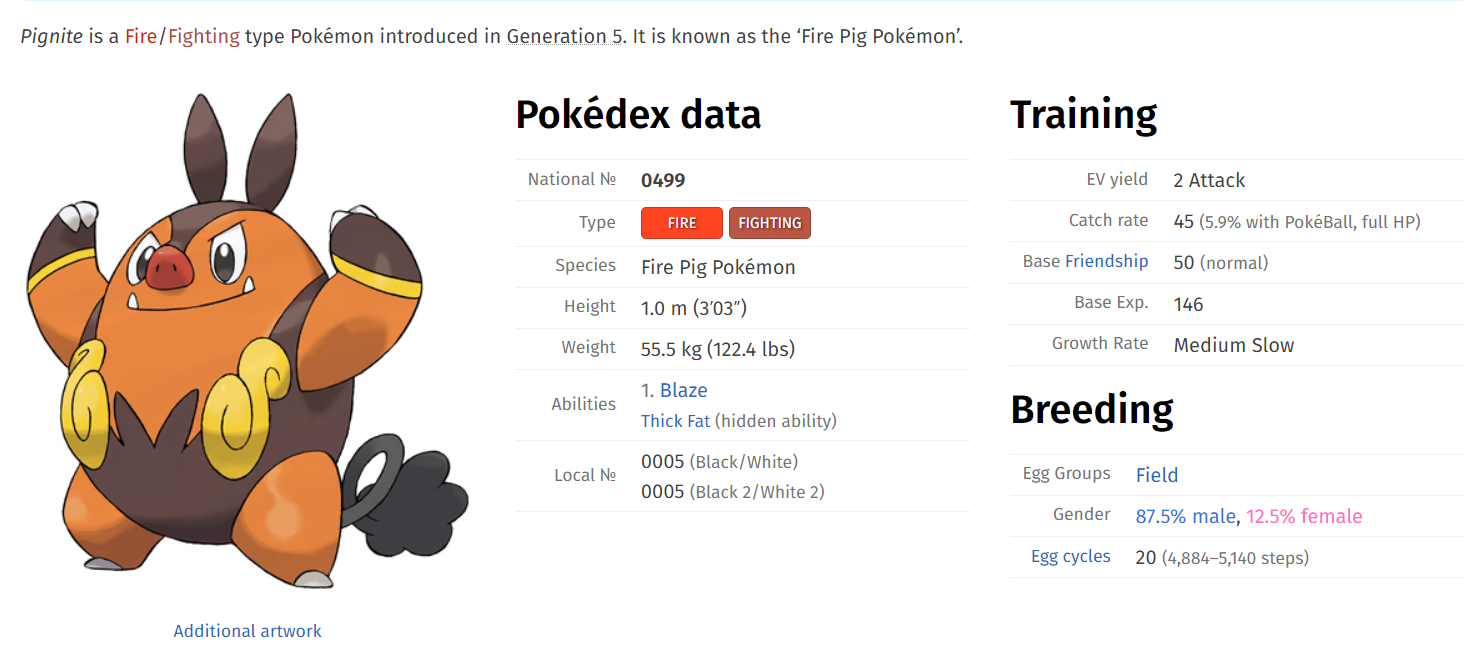 Pignite is a Fire/Fighting type Pokémon introduced in Generation 5. It is known as the ‘Fire Pig Pokémon’.
Additional artwork
Pokédex data
National № 0499
Type FIRE FIGHTING
Species Fire Pig Pokémon
Height 1.0 m (3′03″)
Weight 55.5 kg (122.4 lbs)
Abilities 1. Blaze
Thick Fat (hidden ability)
Local № 0005 (Black/White)
0005 (Black 2/White 2)
Training
EV yield 2 Attack
Catch rate 45 (5.9% with PokéBall, full HP)
Base Friendship 50 (normal)
Base Exp. 146
Growth Rate Medium Slow
Breeding
Egg Groups Field
Gender 87.5% male, 12.5% female
Egg cycles 20 (4,884–5,140 steps)